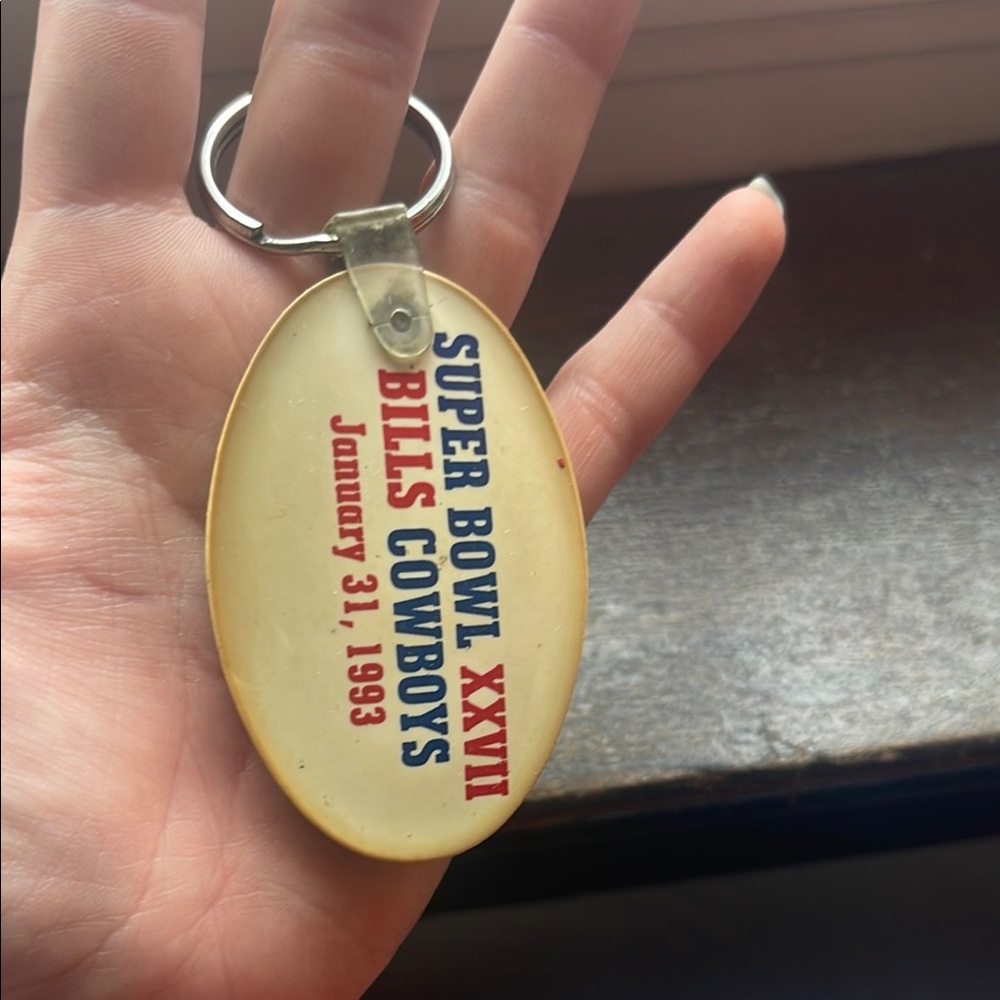 SUPER BOWL XXVII
BILLS COWBOYS
January 31, 1993